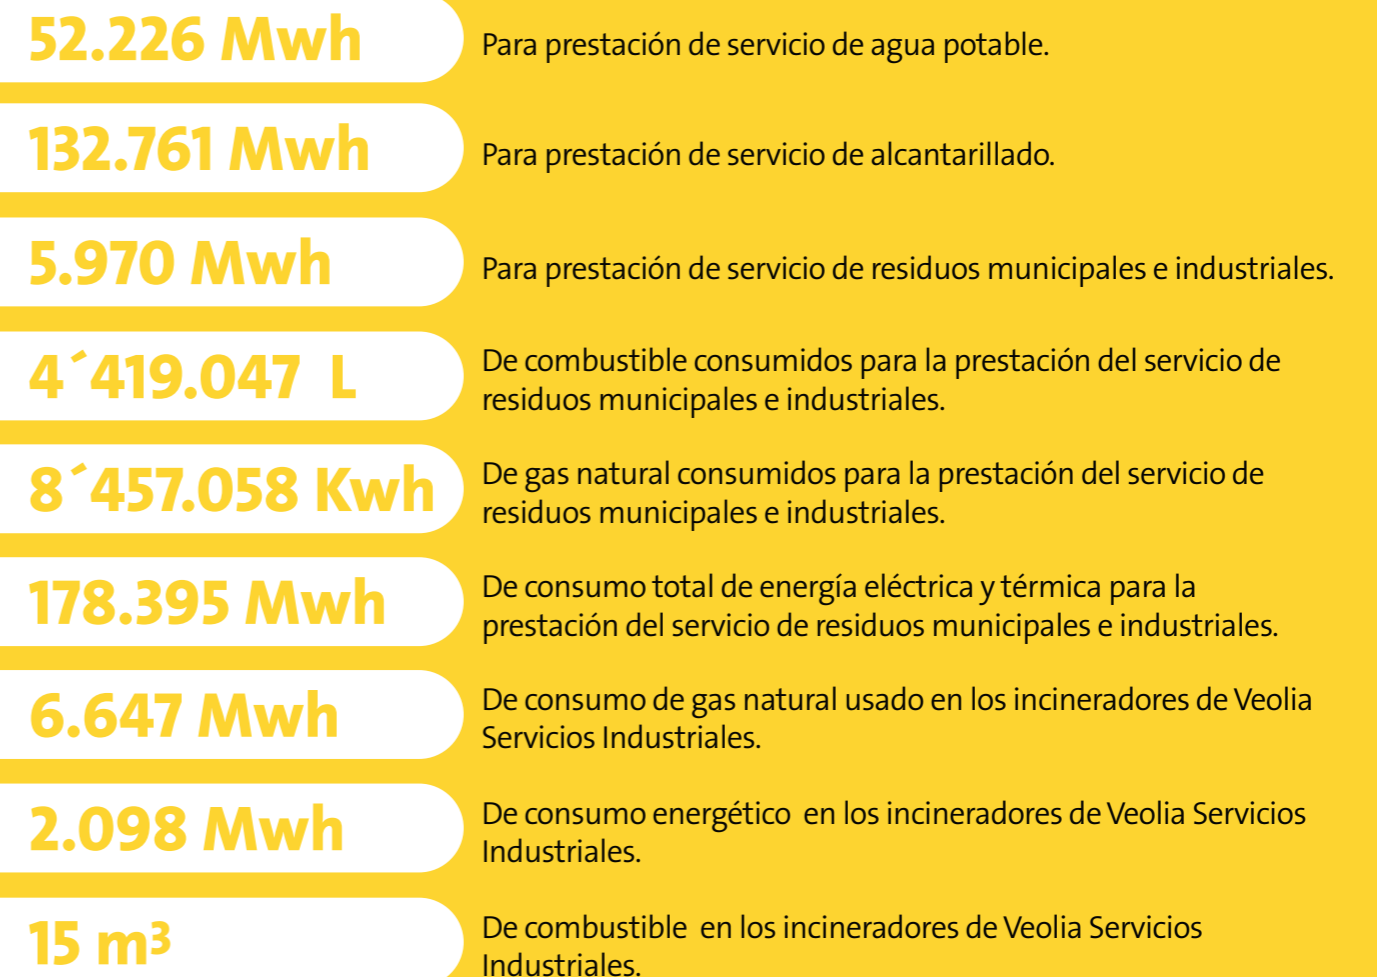 52.226 Mwh
Para prestación de servicio de agua potable.
132.761 Mwh
Para prestación de servicio de alcantarillado.
5.970 Mwh
Para prestación de servicio de residuos municipales e industriales.
4´419.047 L
De combustible consumidos para la prestación del servicio de
residuos municipales e industriales.
8´457.058 Kwh
De gas natural consumidos para la prestación del servicio de
residuos municipales e industriales.
178.395 Mwh
De consumo total de energía eléctrica y térmica para la
prestación del servicio de residuos municipales e industriales.
6.647 Mwh
De consumo de gas natural usado en los incineradores de Veolia
Servicios Industriales.
2.098 Mwh
De consumo energético en los incineradores de Veolia Servicios
Industriales.
15 m³
De combustible en los incineradores de Veolia Servicios
Industriales.